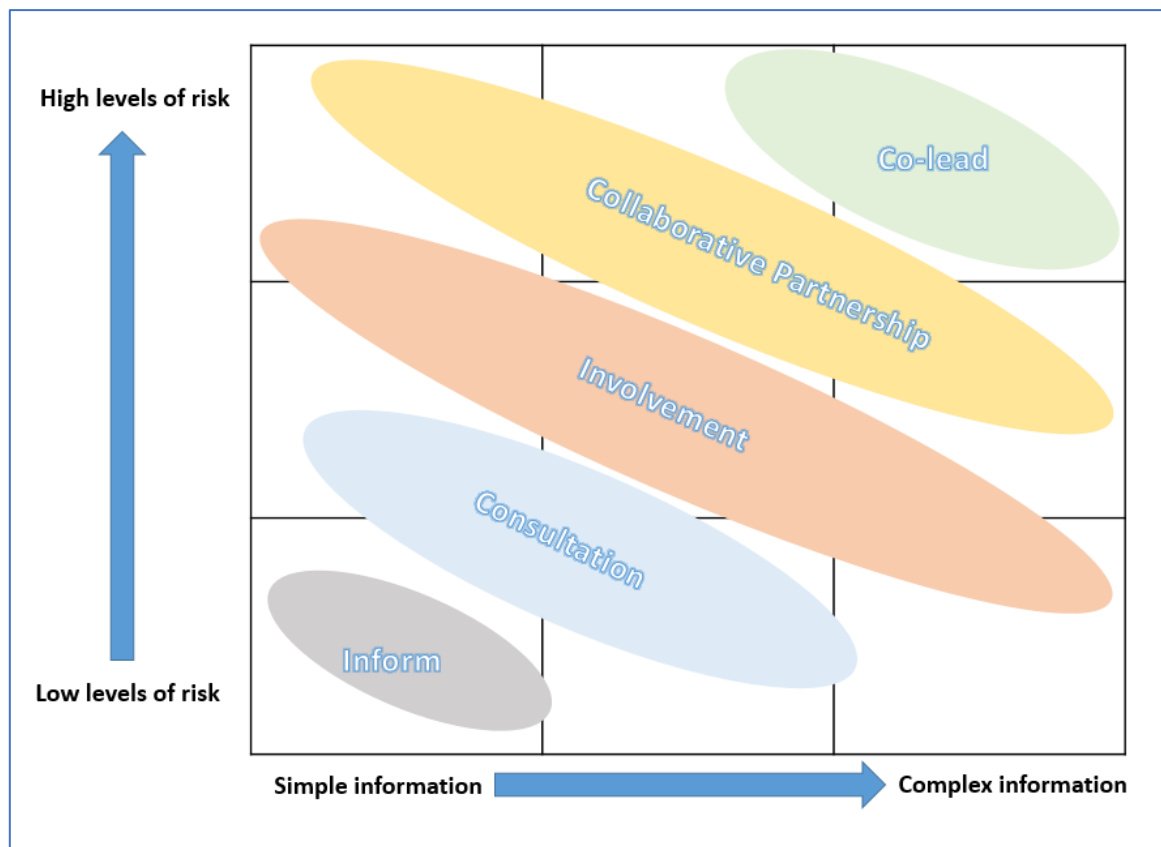 High levels of risk
Co-lead
Collaborative Partnership
Involvement
Consultation
Inform
Low levels of risk
Simple information
Complex information